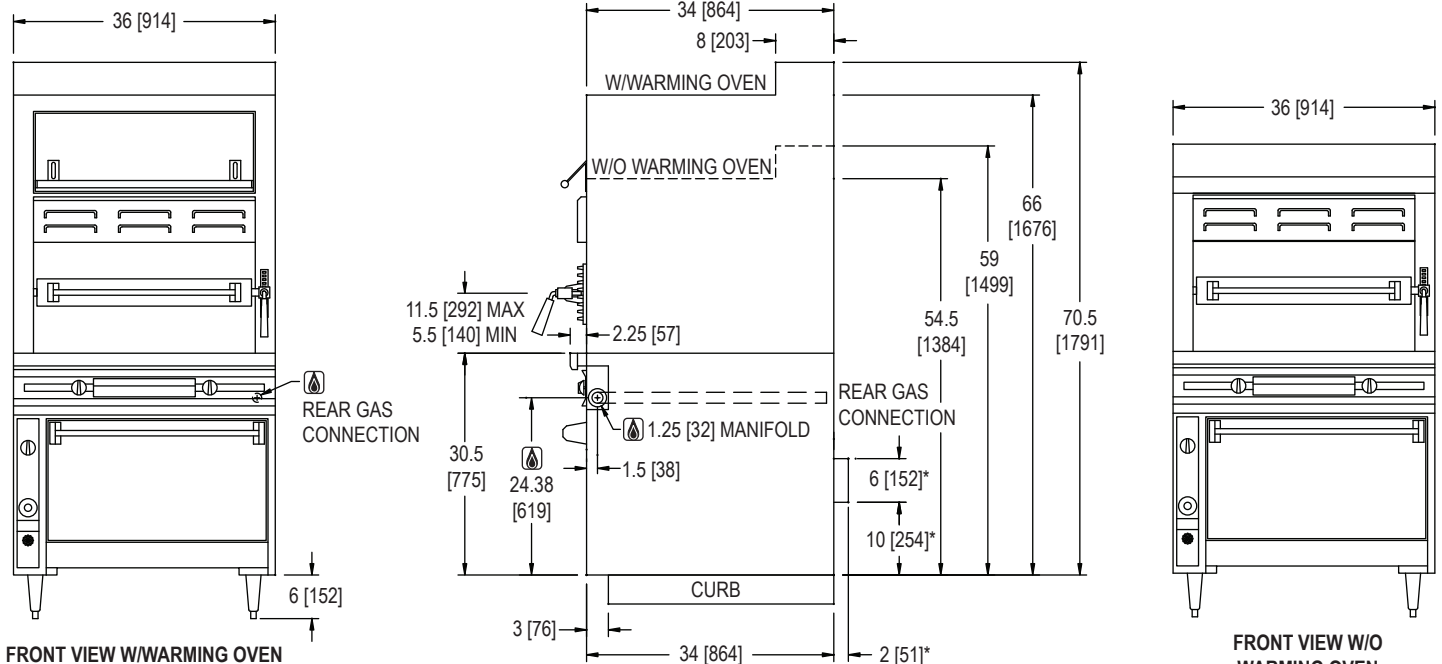 36 [914]
REAR GAS
CONNECTION
6 [152]
FRONT VIEW W/WARMING OVEN
34 [864]
8 [203]
W/WARMING OVEN
W/O WARMING OVEN
66
[1676]
59
[1499]
54.5
[1384]
70.5
[1791]
11.5 [292] MAX
5.5 [140] MIN
2.25 [57]
REAR GAS
CONNECTION
1.25 [32] MANIFOLD
30.5
[775]
1.5 [38]
24.38
[619]
6 [152]*
10 [254]*
CURB
3 [76]
34 [864]
2 [51]*
36 [914]
FRONT VIEW W/O
WARMING OVEN